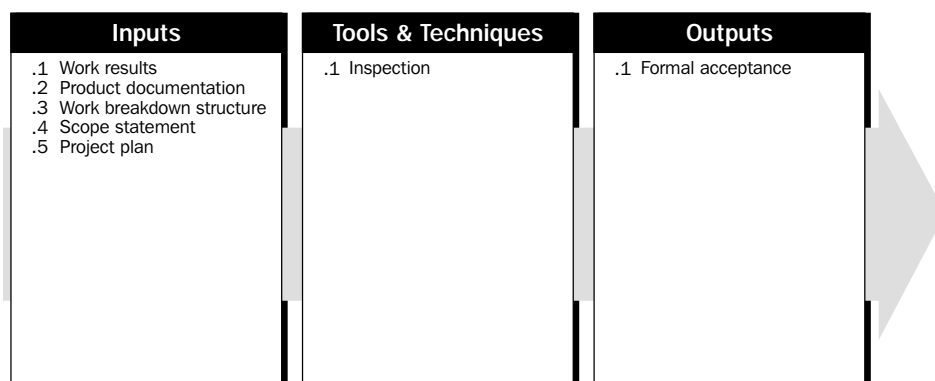 Inputs
.1 Work results
.2 Product documentation
.3 Work breakdown structure
.4 Scope statement
.5 Project plan
Tools & Techniques
.1 Inspection
Outputs
.1 Formal acceptance